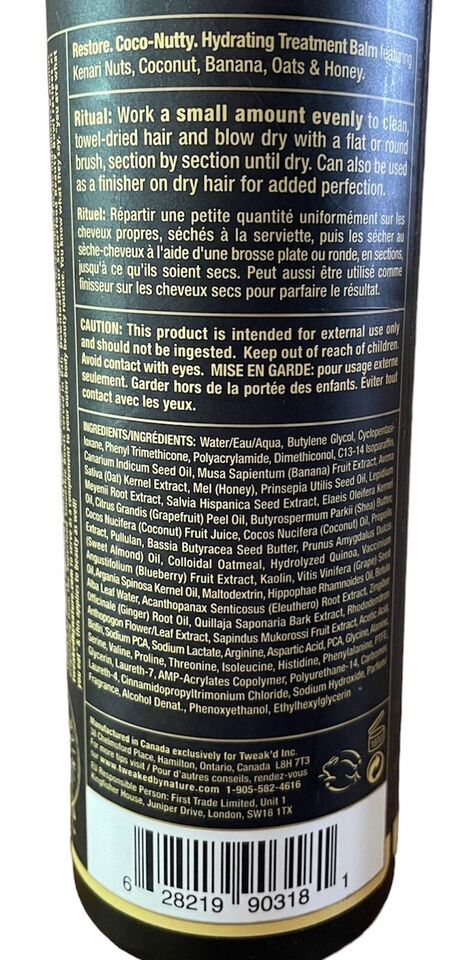 Restore. Coco-Nutty. Hydrating Treatment Balm featuring
Kenari Nuts, Coconut, Banana, Oats & Honey.
Ritual: Work a small amount evenly to clean,
towel-dried hair and blow dry with a flat or round
brush, section by section until dry. Can also be used
as a finisher on dry hair for added perfection.
Rituel: Répartir une petite quantité uniformément sur les
cheveux propres, séchés à la serviette, puis les sécher au
sèche-cheveux à l'aide d'une brosse plate ou ronde, en sections,
jusqu'à ce qu'ils soient secs. Peut aussi être utilisé comme
finisseur sur les cheveux secs pour parfaire le résultat.
CAUTION: This product is intended for external use only
and should not be ingested. Keep out of reach of children.
Avoid contact with eyes. MISE EN GARDE: pour usage externe
seulement. Garder hors de la portée des enfants. Éviter tout
contact avec les yeux.
INGREDIENTS/INGRÉDIENTS: Water/Eau/Aqua, Butylene Glycol, Cyclopentasi-
loxane, Phenyl Trimethicone, Polyacrylamide, Dimethiconol, C13-14 Isoparaffin,
Canarium Indicum Seed Oil, Musa Sapientum (Banana) Fruit Extract, Avena
Sativa (Oat) Kernel Extract, Mel (Honey), Prinsepia Utilis Seed Oil, Lepidium
Meyenii Root Extract, Salvia Hispanica Seed Extract, Elaeis Oleifera Kernel
Oil, Citrus Grandis (Grapefruit) Peel Oil, Butyrospermum Parkii (Shea) Butter,
Cocos Nucifera (Coconut) Fruit Juice, Cocos Nucifera (Coconut) Oil, Propolis
Extract, Pullulan, Bassia Butyracea Seed Butter, Prunus Amygdalus Dulcis
(Sweet Almond) Oil, Colloidal Oatmeal, Hydrolyzed Quinoa, Vaccinium
Angustifolium (Blueberry) Fruit Extract, Kaolin, Vitis Vinifera (Grape) Seed
Oil, Argania Spinosa Kernel Oil, Maltodextrin, Hippophae Rhamnoides Oil, Betula
Alba Leaf Water, Acanthopanax Senticosus (Eleuthero) Root Extract, Zingiber
Officinale (Ginger) Root Oil, Quillaja Saponaria Bark Extract, Rhododendron
Anthopogon Flower/Leaf Extract, Sapindus Mukorossi Fruit Extract, Acetic Acid,
Biotin, Sodium PCA, Sodium Lactate, Arginine, Aspartic Acid, PCA, Glycine, Alanine,
Serine, Valine, Proline, Threonine, Isoleucine, Histidine, Phenylalanine, PTFE,
Glycerin, Laureth-7, AMP-Acrylates Copolymer, Polyurethane-14, Carbomer,
Laureth-4, Cinnamidopropyltrimonium Chloride, Sodium Hydroxide, Parfum/
Fragrance, Alcohol Denat., Phenoxyethanol, Ethylhexylglycerin
Manufactured in Canada exclusively for Tweak'd Inc.
38 Chelmsford Place, Hamilton, Ontario, Canada L8H 7T3
For more tips visit / Pour d'autres conseils, rendez-vous
www.tweakedbynature.com 1-905-582-4616
EU Responsible Person: First Trade Limited, Unit 1
Kingfisher House, Juniper Drive, London, SW18 1TX
6 28219 90318 1